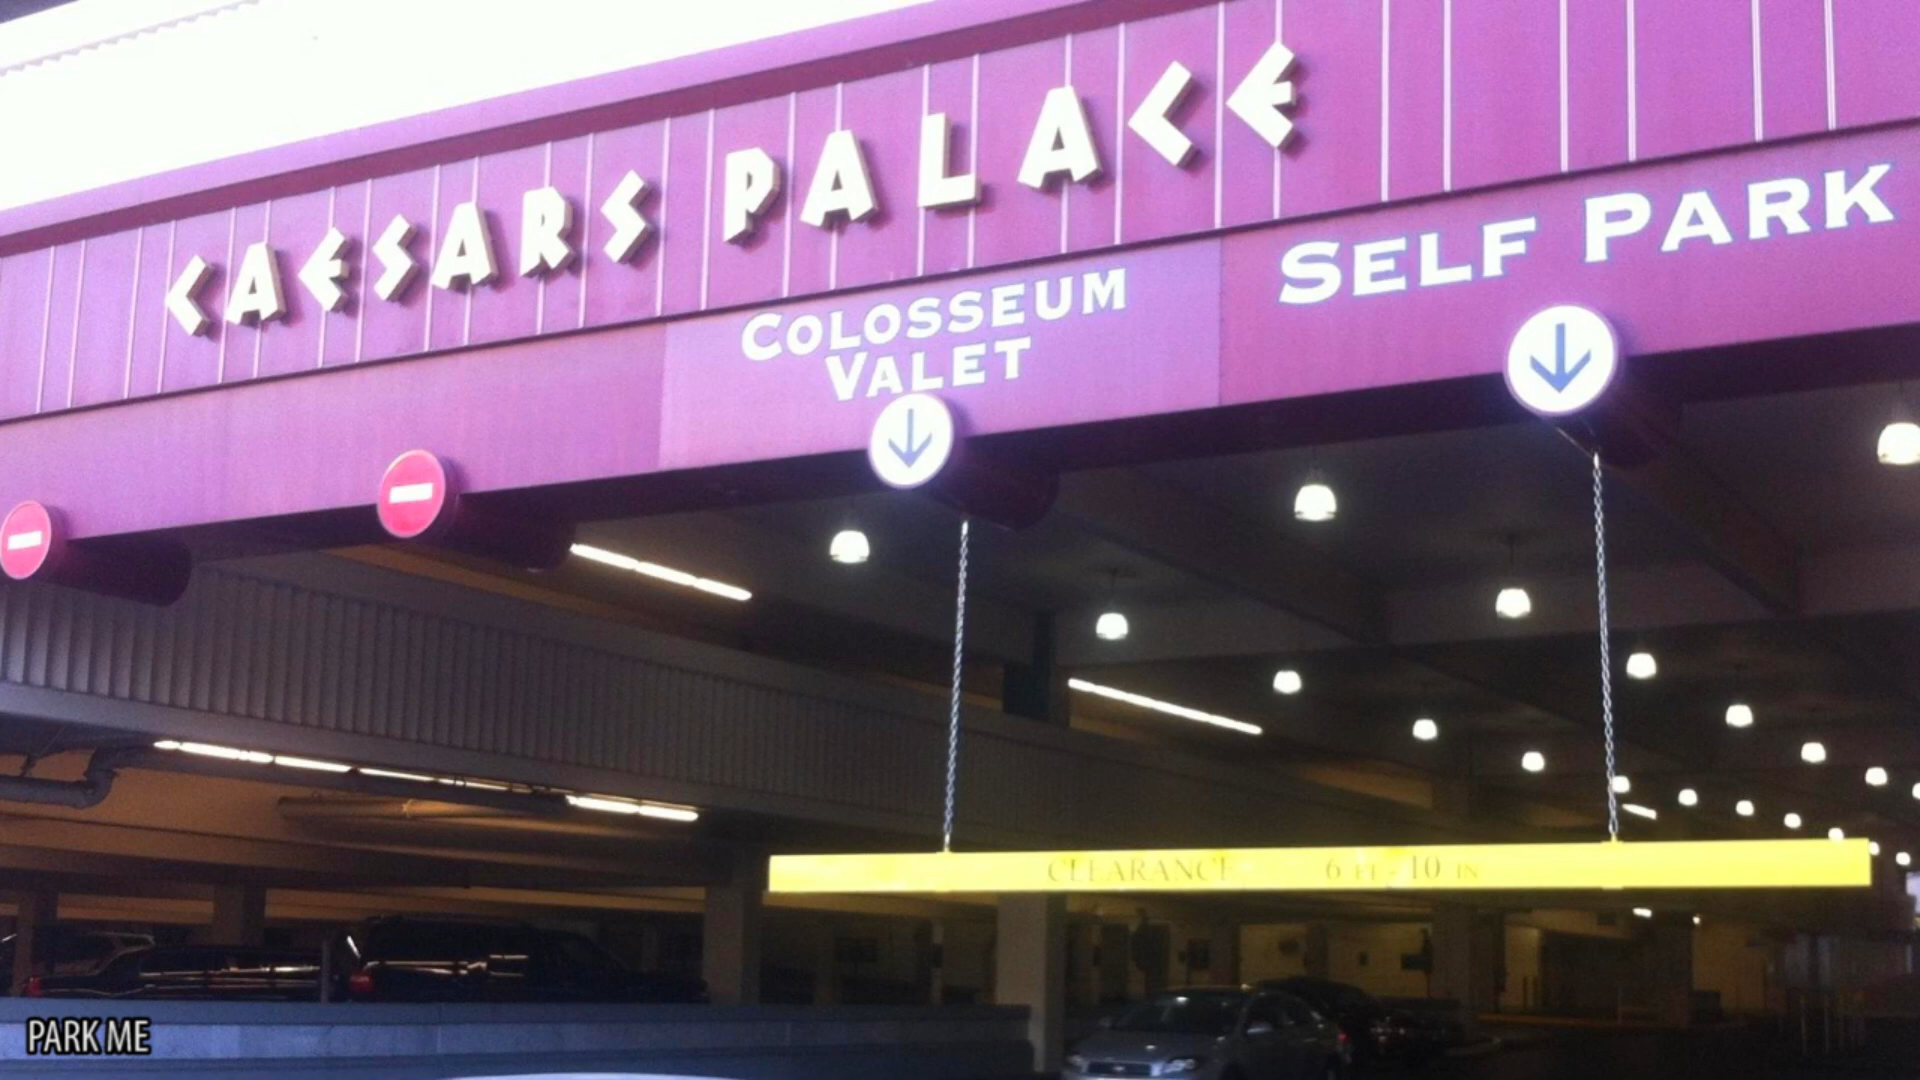 CAESARS PALACE
COLOSSEUM
VALET
SELF PARK
CLEARANCE 6 FT - 10 IN
PARK ME